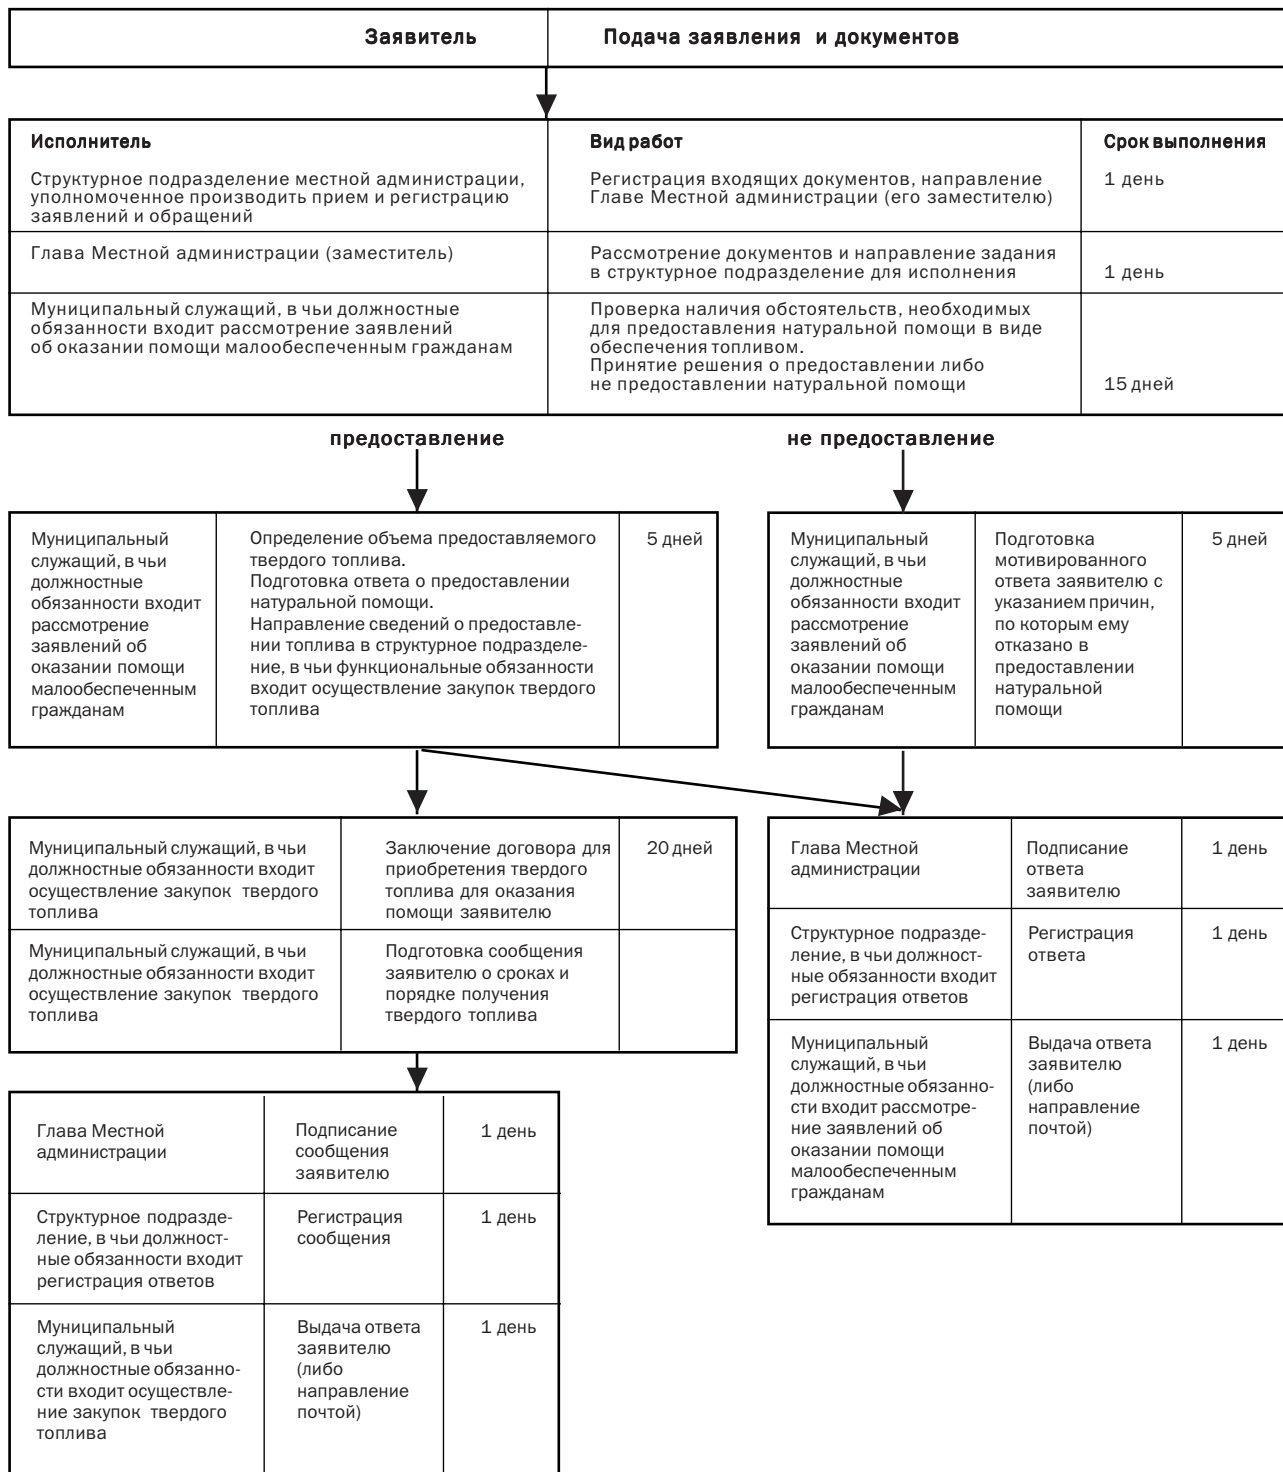 Заявитель
Подача заявления и документов
Исполнитель
Вид работ
Срок выполнения
Структурное подразделение местной администрации,
уполномоченное производить прием и регистрацию
заявлений и обращений
Регистрация входящих документов, направление
Главе Местной администрации (его заместителю)
1 день
Глава Местной администрации (заместитель)
Рассмотрение документов и направление задания
в структурное подразделение для исполнения
1 день
Муниципальный служащий, в чьи должностные
обязанности входит рассмотрение заявлений
об оказании помощи малообеспеченным гражданам
Проверка наличия обстоятельств, необходимых
для предоставления натуральной помощи в виде
обеспечения топливом.
Принятие решения о предоставлении либо
не предоставлении натуральной помощи
15 дней
предоставление
не предоставление
Муниципальный
служащий, в чьи
должностные
обязанности входит
рассмотрение
заявлений об
оказании помощи
малообеспеченным
гражданам
Определение объема предоставляемого
твердого топлива.
Подготовка ответа о предоставлении
натуральной помощи.
Направление сведений о предоставле-
нии топлива в структурное подразделе-
ние, в чьи функциональные обязанности
входит осуществление закупок твердого
топлива
5 дней
Муниципальный
служащий, в чьи
должностные
обязанности входит
рассмотрение
заявлений об
оказании помощи
малообеспеченным
гражданам
Подготовка
мотивированного
ответа заявителю с
указанием причин,
по которым ему
отказано в
предоставлении
натуральной
помощи
5 дней
Муниципальный служащий, в чьи
должностные обязанности входит
осуществление закупок твердого
топлива
Заключение договора для
приобретения твердого
топлива для оказания
помощи заявителю
20 дней
Муниципальный служащий, в чьи
должностные обязанности входит
осуществление закупок твердого
топлива
Подготовка сообщения
заявителю о сроках и
порядке получения
твердого топлива
Глава Местной
администрации
Подписание
ответа
заявителю
1 день
Структурное подразде-
ление, в чьи должност-
ные обязанности входит
регистрация ответов
Регистрация
ответа
1 день
Муниципальный
служащий, в чьи
должностные обязанно-
сти входит рассмотре-
ние заявлений об
оказании помощи
малообеспеченным
гражданам
Выдача ответа
заявителю
(либо
направление
почтой)
1 день
Глава Местной
администрации
Подписание
сообщения
заявителю
1 день
Структурное подразде-
ление, в чьи должност-
ные обязанности входит
регистрация ответов
Регистрация
сообщения
1 день
Муниципальный
служащий, в чьи
должностные обязанно-
сти входит осуществле-
ние закупок твердого
топлива
Выдача ответа
заявителю
(либо
направление
почтой)
1 день